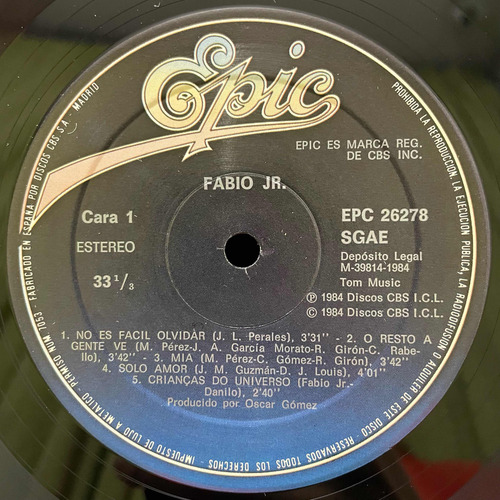 Epic
EPIC ES MARCA REG.
DE CBS INC.
FABIO JR.
Cara 1
ESTEREO
33 1/3
EPC 26278
SGAE
Depósito Legal
M-39814-1984
Tom Music
Ⓟ 1984 Discos CBS I.C.L.
© 1984 Discos CBS I.C.L.
1. NO ES FACIL OLVIDAR (J. L. Perales), 3'31" - 2. O RESTO A
GENTE VE (M. Pérez-J. A. García Morato-R. Girón-C. Rabe-
llo), 3'42" - 3. MIA (M. Pérez-C. Gómez-R. Girón), 3'42" -
4. SOLO AMOR (J. M. Guzmán-D. J. Louis), 4'01"
5. CRIANÇAS DO UNIVERSO (Fabio Jr.-
Danilo), 2'40"
Producido por Oscar Gómez
PERMISO NUM. 1053 - FABRICADO EN ESPAÑA POR DISCOS CBS S.A. - MADRID
PROHIBIDA LA REPRODUCCION, LA EJECUCION PUBLICA, LA RADIODIFUSION O ALQUILER DE ESTE DISCO - RESERVADOS TODOS LOS DERECHOS - IMPUESTO DE LUJO A METALICO -